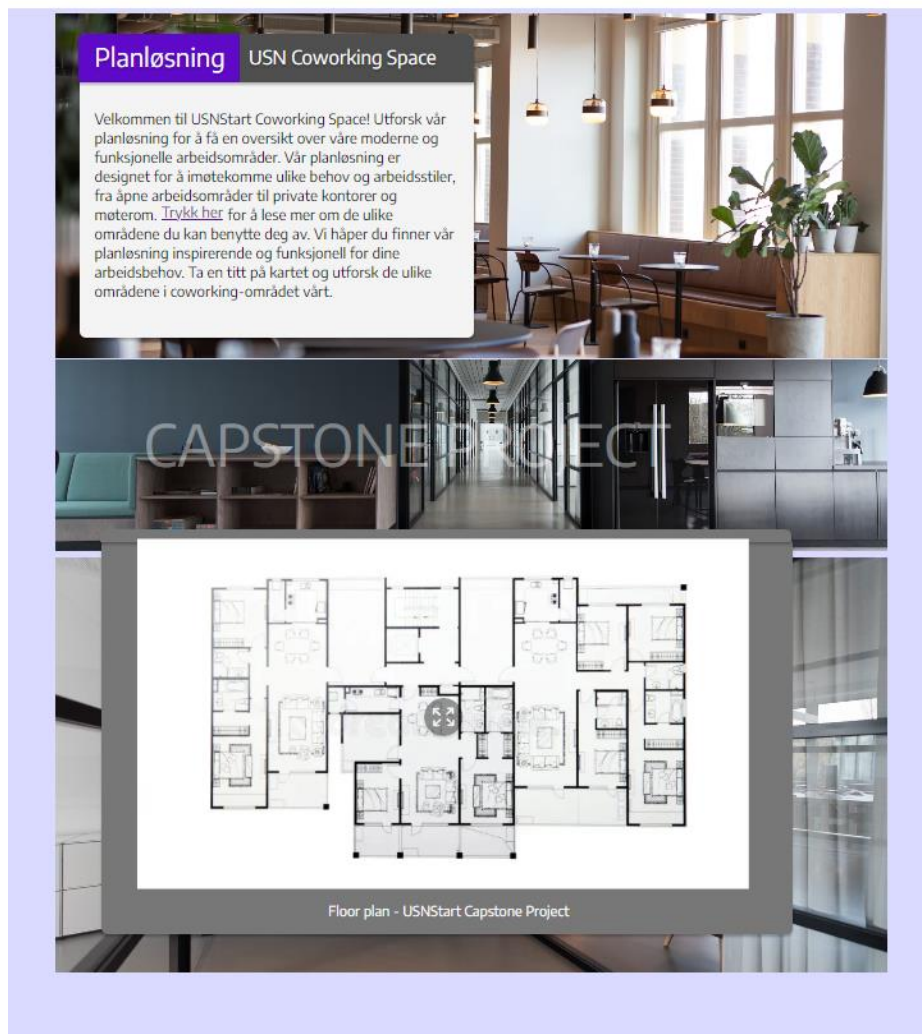 Planløsning USN Coworking Space
Velkommen til USNStart Coworking Space! Utforsk vår
planløsning for å få en oversikt over våre moderne og
funksjonelle arbeidsområder. Vår planløsning er
designet for å imøtekomme ulike behov og arbeidsstiler,
fra åpne arbeidsområder til private kontorer og
møterom. Trykk her for å lese mer om de ulike
områdene du kan benytte deg av. Vi håper du finner vår
planløsning inspirerende og funksjonell for dine
arbeidsbehov. Ta en titt på kartet og utforsk de ulike
områdene i coworking-området vårt.
CAPSTONE PROJECT
Floor plan - USNStart Capstone Project